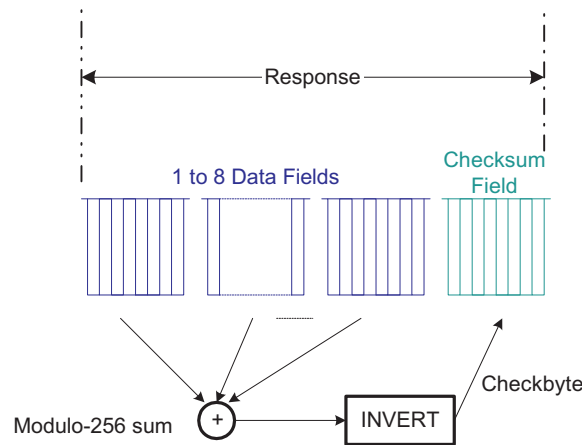 Response
1 to 8 Data Fields
Checksum
Field
Checkbyte
Modulo-256 sum
+
INVERT